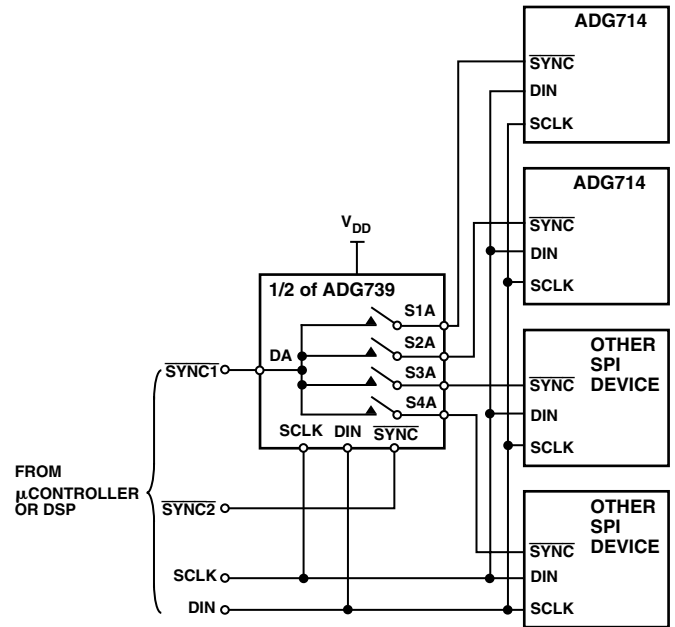 ADG714
SYNC
DIN
SCLK
ADG714
SYNC
DIN
SCLK
VDD
1/2 of ADG739
S1A
S2A
S3A
S4A
DA
SCLK DIN SYNC
SYNC1
OTHER
SPI
DEVICE
SYNC
DIN
SCLK
FROM
μCONTROLLER
OR DSP
SYNC2
SCLK
DIN
OTHER
SPI
DEVICE
SYNC
DIN
SCLK